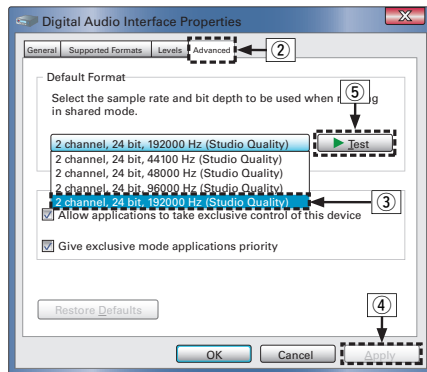 Digital Audio Interface Properties
X
General Supported Formats Levels Advanced
②
Default Format
⑤
Select the sample rate and bit depth to be used when r g
in shared mode.
2 channel, 24 bit, 192000 Hz (Studio Quality) Test
2 channel, 24 bit, 44100 Hz (Studio Quality)
2 channel, 24 bit, 48000 Hz (Studio Quality)
2 channel, 24 bit, 96000 Hz (Studio Quality)
2 channel, 24 bit, 192000 Hz (Studio Quality)
③
Allow applications to take exclusive control of this device
Give exclusive mode applications priority
Restore Defaults
④
OK Cancel Apply